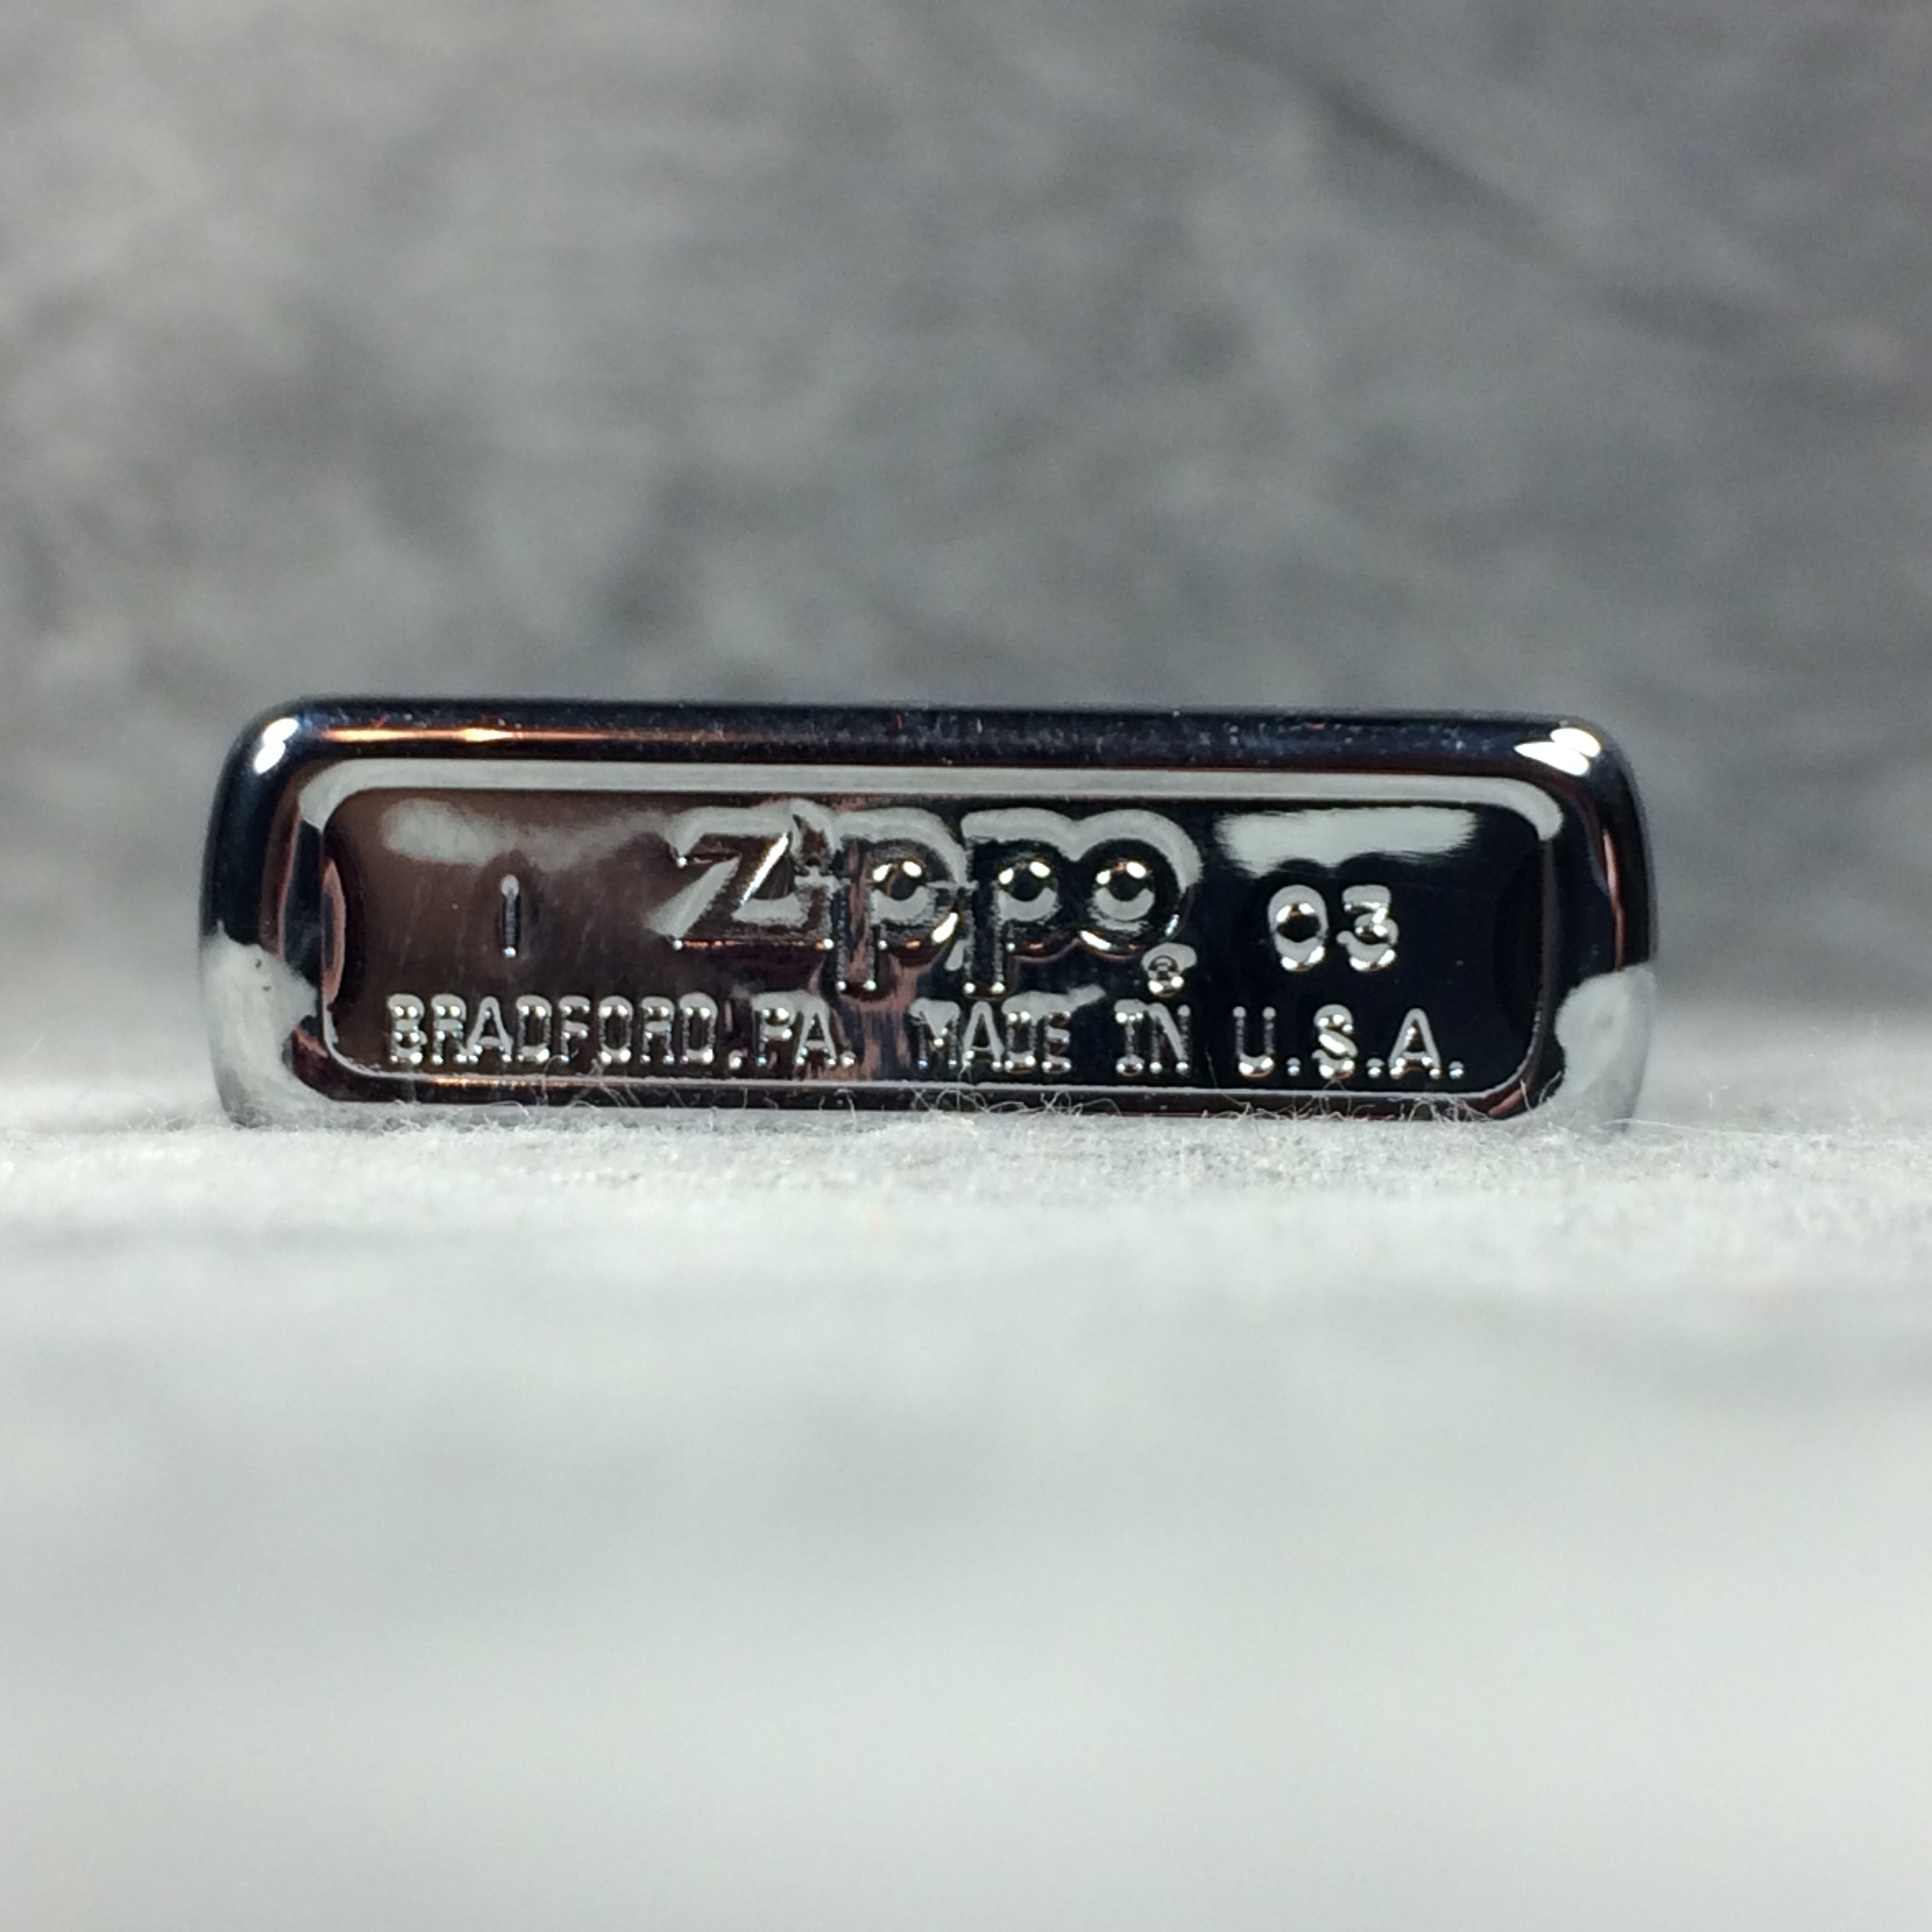 I Zippo® 03
BRADFORD, PA. MADE IN U.S.A.